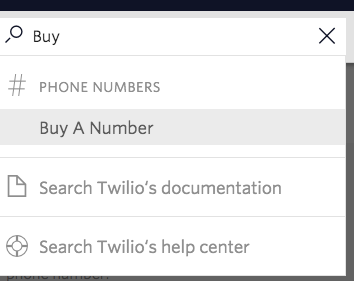 Buy
PHONE NUMBERS
Buy A Number
Search Twilio's documentation
Search Twilio's help center
phone number.